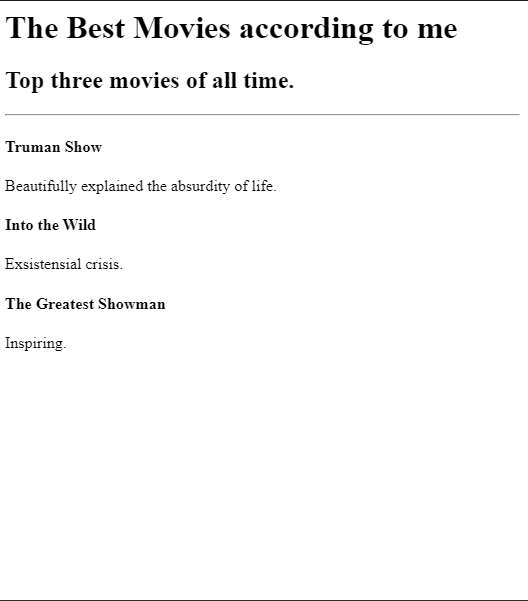 The Best Movies according to me
Top three movies of all time.
Truman Show
Beautifully explained the absurdity of life.
Into the Wild
Exsistensial crisis.
The Greatest Showman
Inspiring.